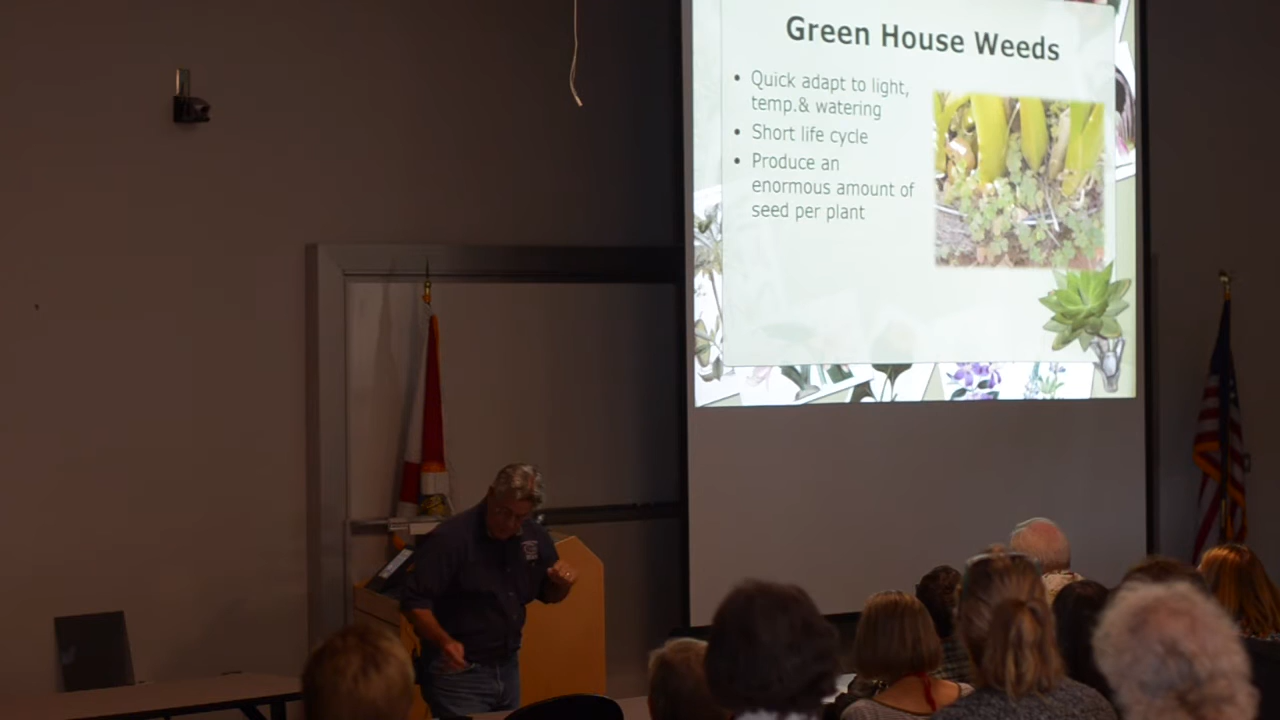 Green House Weeds
• Quick adapt to light,
temp.& watering
• Short life cycle
• Produce an
enormous amount of
seed per plant